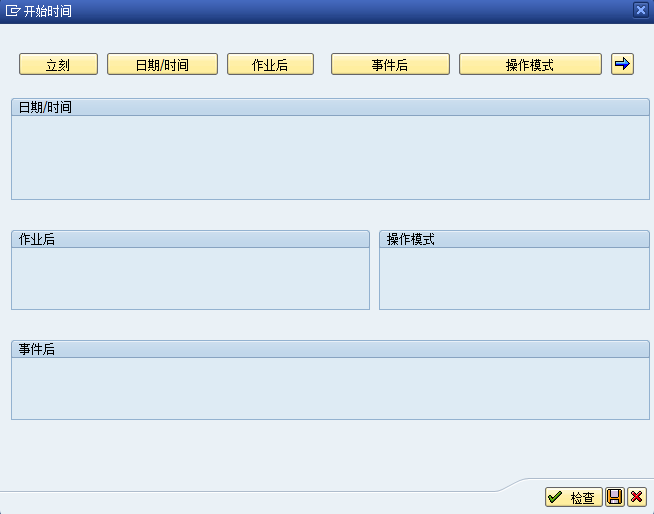 开始时间
立刻 日期/时间 作业后 事件后 操作模式
日期/时间
作业后 操作模式
事件后
检查